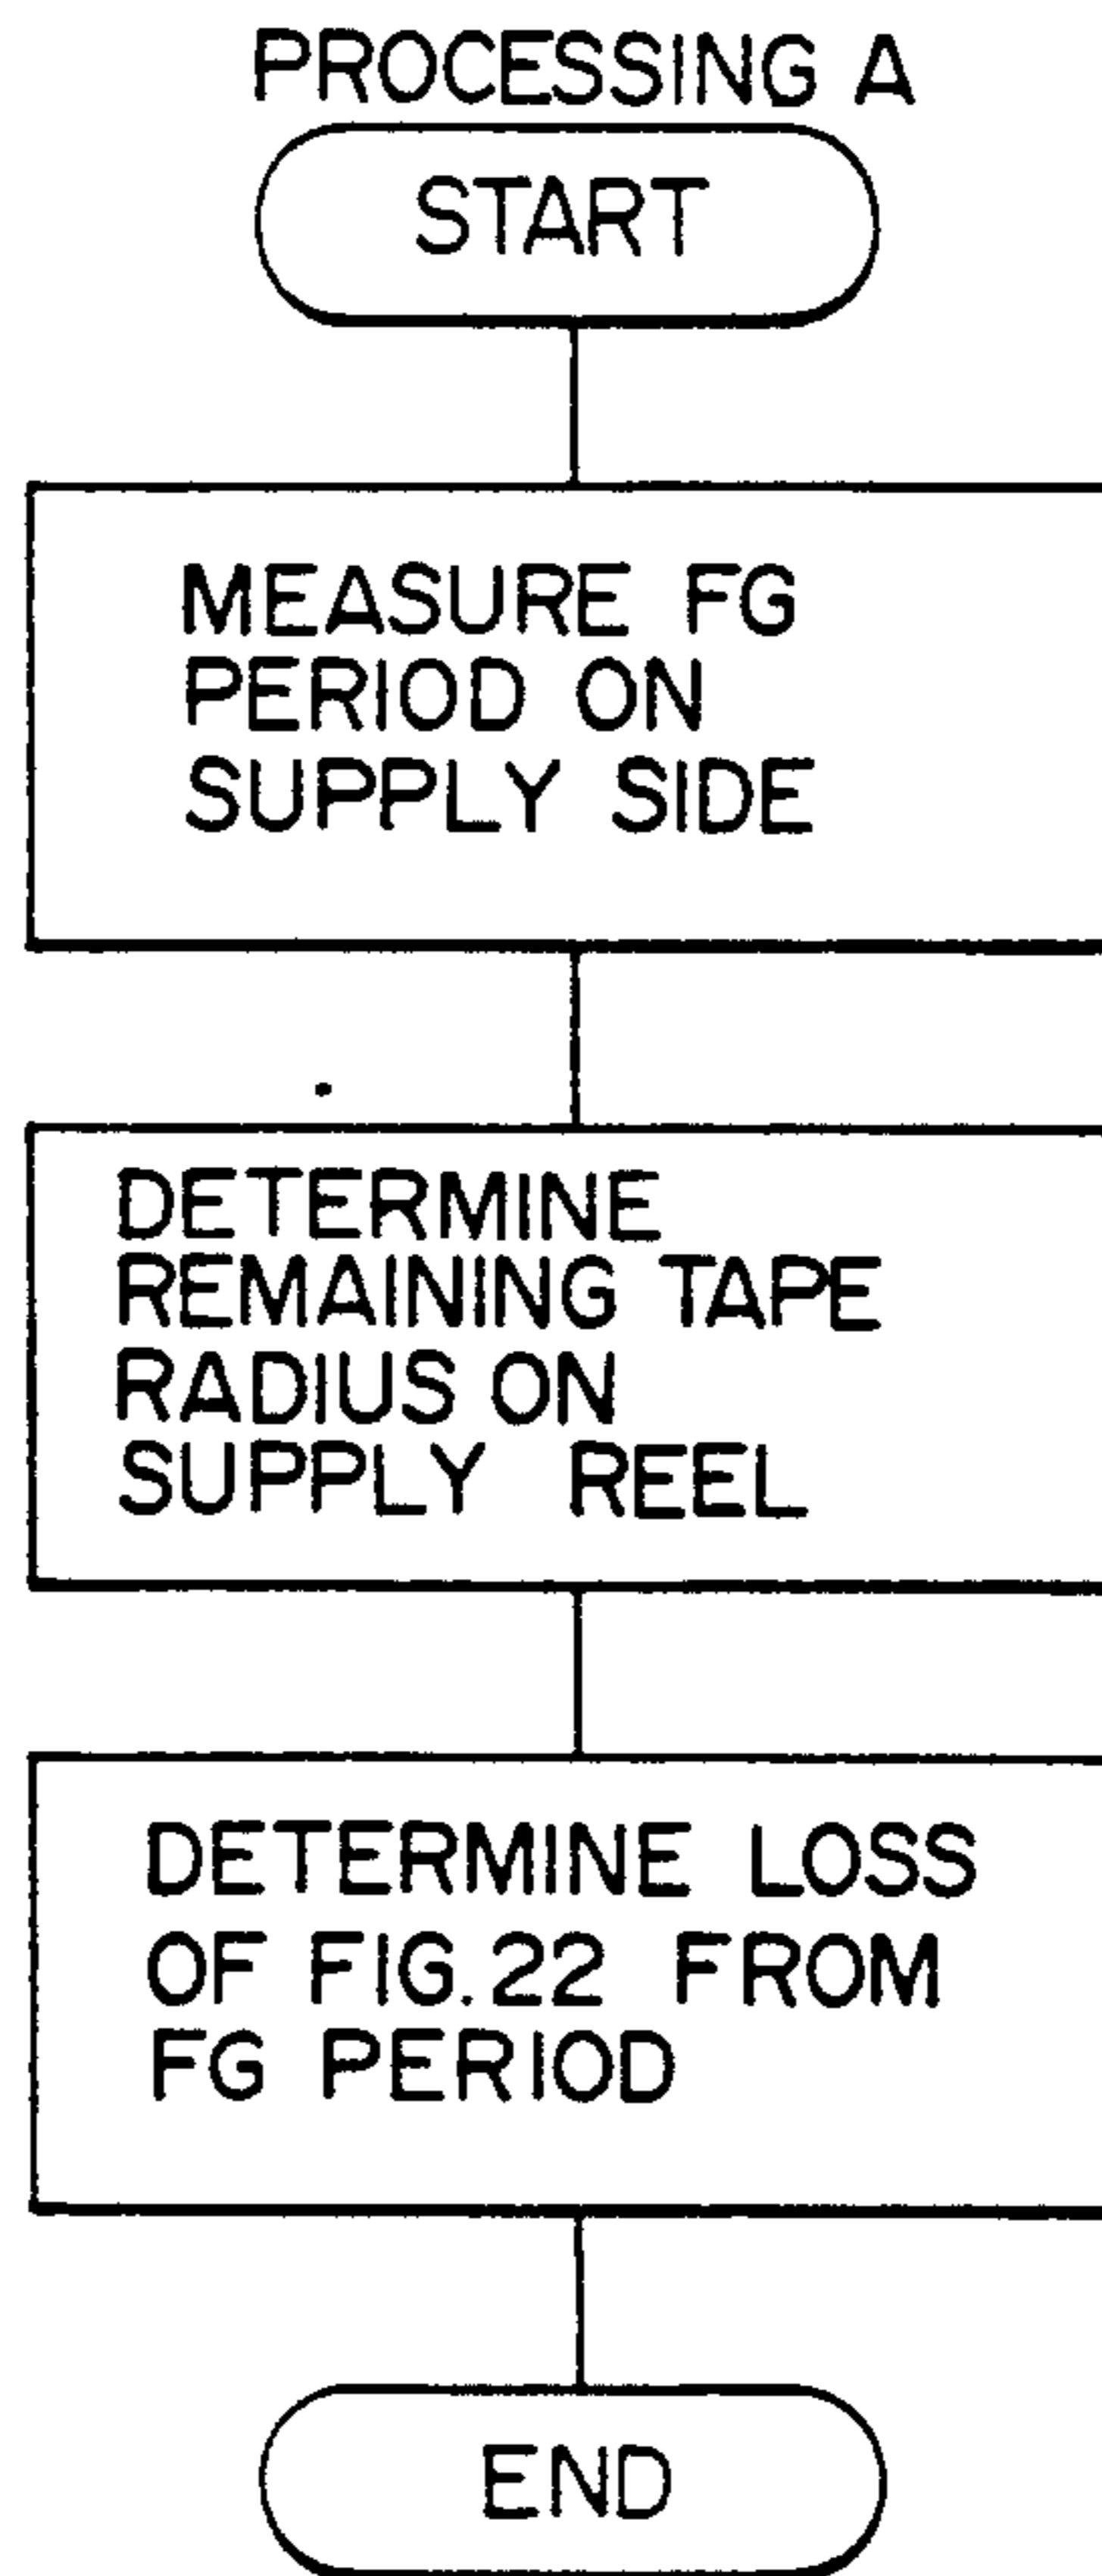 PROCESSING A
START
MEASURE FG
PERIOD ON
SUPPLY SIDE
DETERMINE
REMAINING TAPE
RADIUS ON
SUPPLY REEL
DETERMINE LOSS
OF FIG.22 FROM
FG PERIOD
END